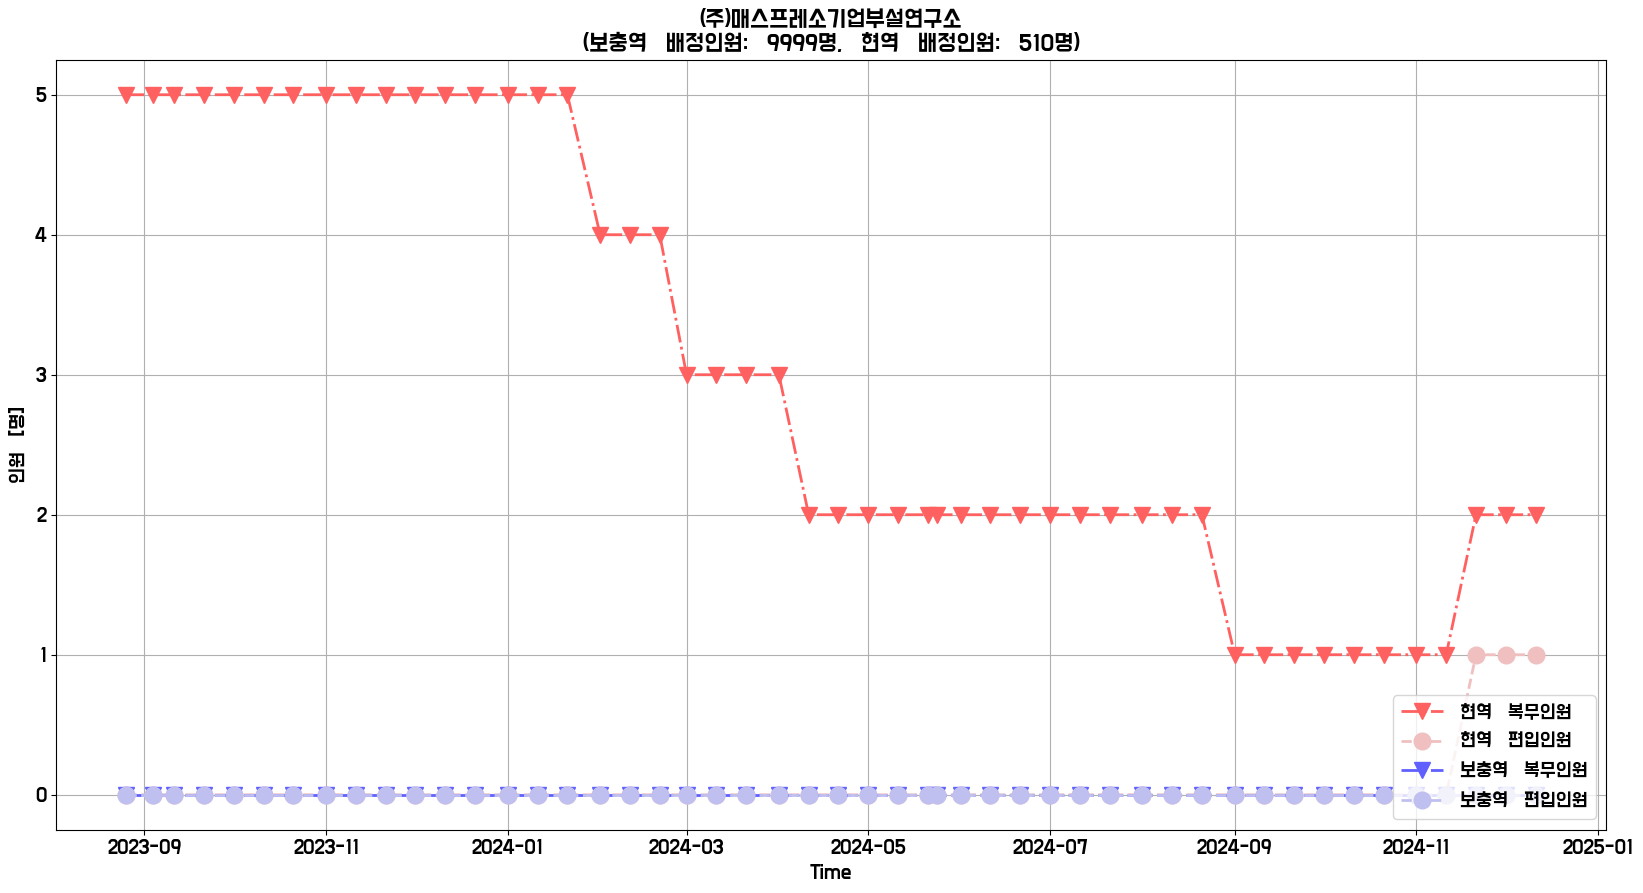 (주)매스프레소기업부설연구소
(보충역 배정인원: 9999명, 현역 배정인원: 510명)
5
4
3
2
1
0
인원 [명]
2023-09 2023-11 2024-01 2024-03 2024-05 2024-07 2024-09 2024-11 2025-01
Time
현역 복무인원
현역 편입인원
보충역 복무인원
보충역 편입인원